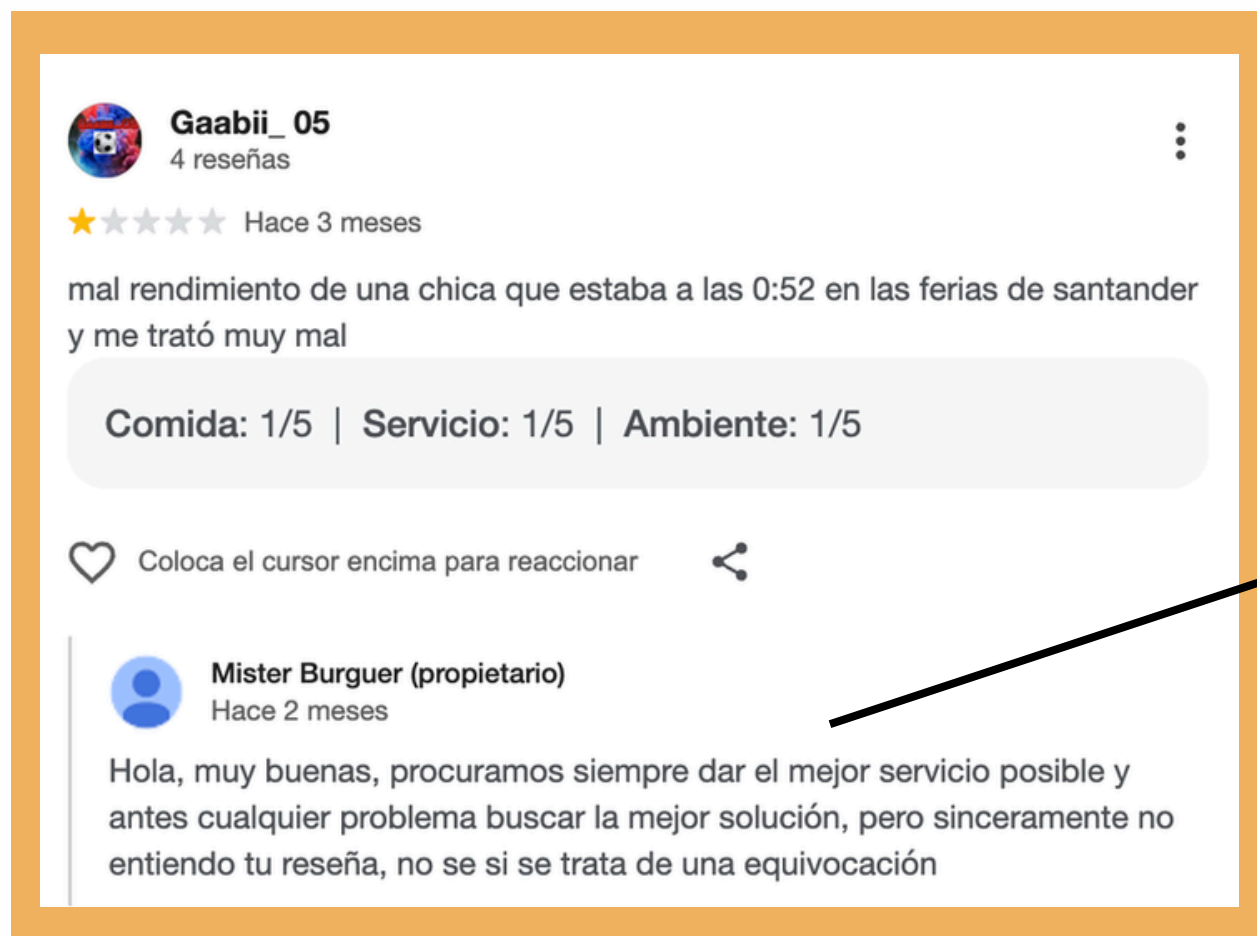 Gaabii_ 05
4 reseñas
Hace 3 meses
mal rendimiento de una chica que estaba a las 0:52 en las ferias de santander
y me trató muy mal
Comida: 1/5 | Servicio: 1/5 | Ambiente: 1/5
Coloca el cursor encima para reaccionar
Mister Burguer (propietario)
Hace 2 meses
Hola, muy buenas, procuramos siempre dar el mejor servicio posible y
antes cualquier problema buscar la mejor solución, pero sinceramente no
entiendo tu reseña, no se si se trata de una equivocación